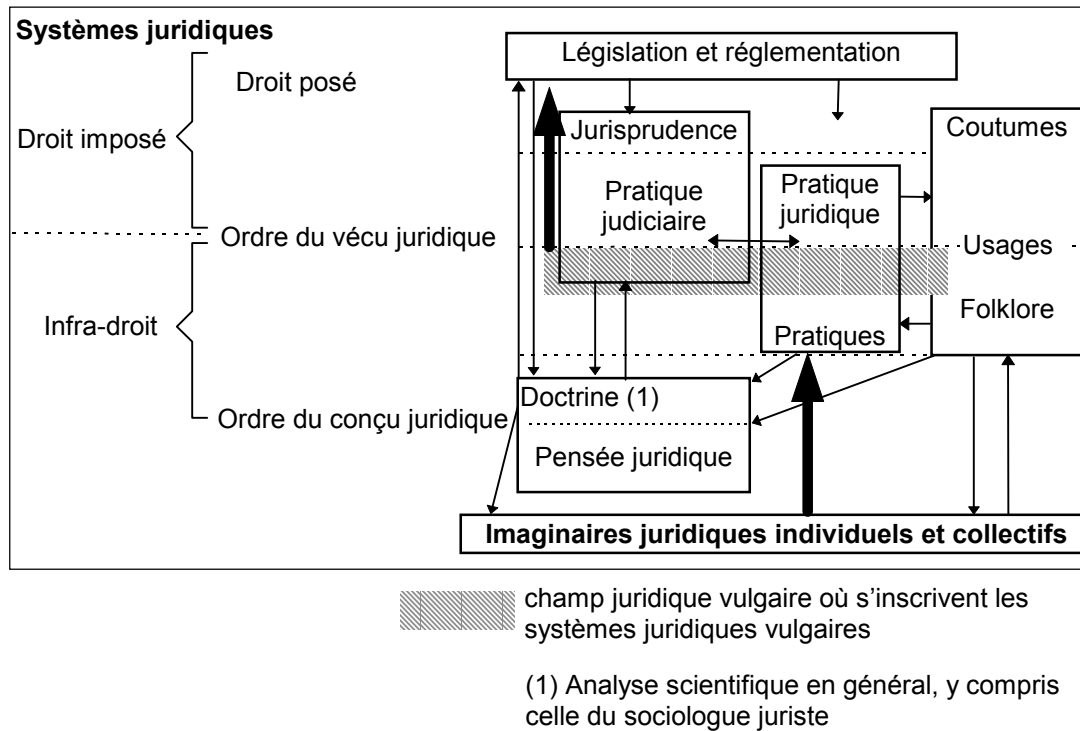 Systèmes juridiques
Législation et réglementation
Droit posé
Droit imposé
Jurisprudence
Coutumes
Pratique
judiciaire
Pratique
juridique
Ordre du vécu juridique
Usages
Infra-droit
Folklore
Pratiques
Doctrine (1)
Ordre du conçu juridique
Pensée juridique
Imaginaires juridiques individuels et collectifs
champ juridique vulgaire où s’inscrivent les
systèmes juridiques vulgaires
(1) Analyse scientifique en général, y compris
celle du sociologue juriste